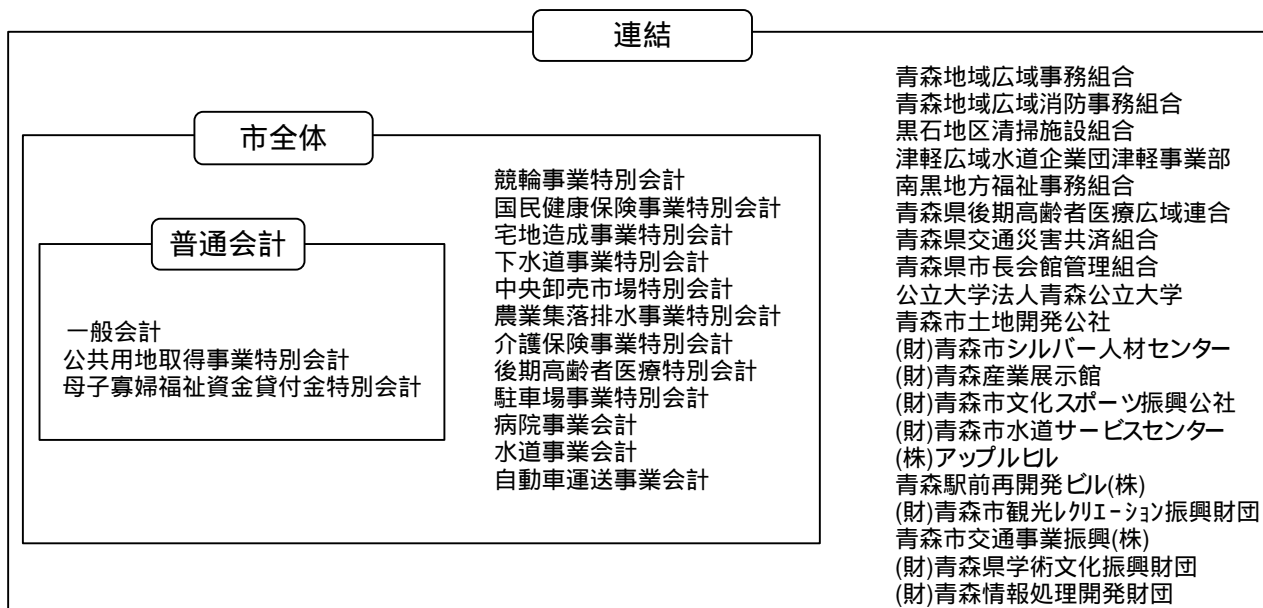 連結
市全体
普通会計
一般会計
公共用地取得事業特別会計
母子寡婦福祉資金貸付金特別会計
競輪事業特別会計
国民健康保険事業特別会計
宅地造成事業特別会計
下水道事業特別会計
中央卸売市場特別会計
農業集落排水事業特別会計
介護保険事業特別会計
後期高齢者医療特別会計
駐車場事業特別会計
病院事業会計
水道事業会計
自動車運送事業会計
青森地域広域事務組合
青森地域広域消防事務組合
黒石地区清掃施設組合
津軽広域水道企業団津軽事業部
南黒地方福祉事務組合
青森県後期高齢者医療広域連合
青森県交通災害共済組合
青森県市長会館管理組合
公立大学法人青森公立大学
青森市土地開発公社
(財)青森市シルバー人材センター
(財)青森産業展示館
(財)青森市文化スポーツ振興公社
(財)青森市水道サービスセンター
(株)アップルヒル
青森駅前再開発ビル(株)
(財)青森市観光ﾚｸﾘｴｰｼｮﾝ振興財団
青森市交通事業振興(株)
(財)青森県学術文化振興財団
(財)青森情報処理開発財団